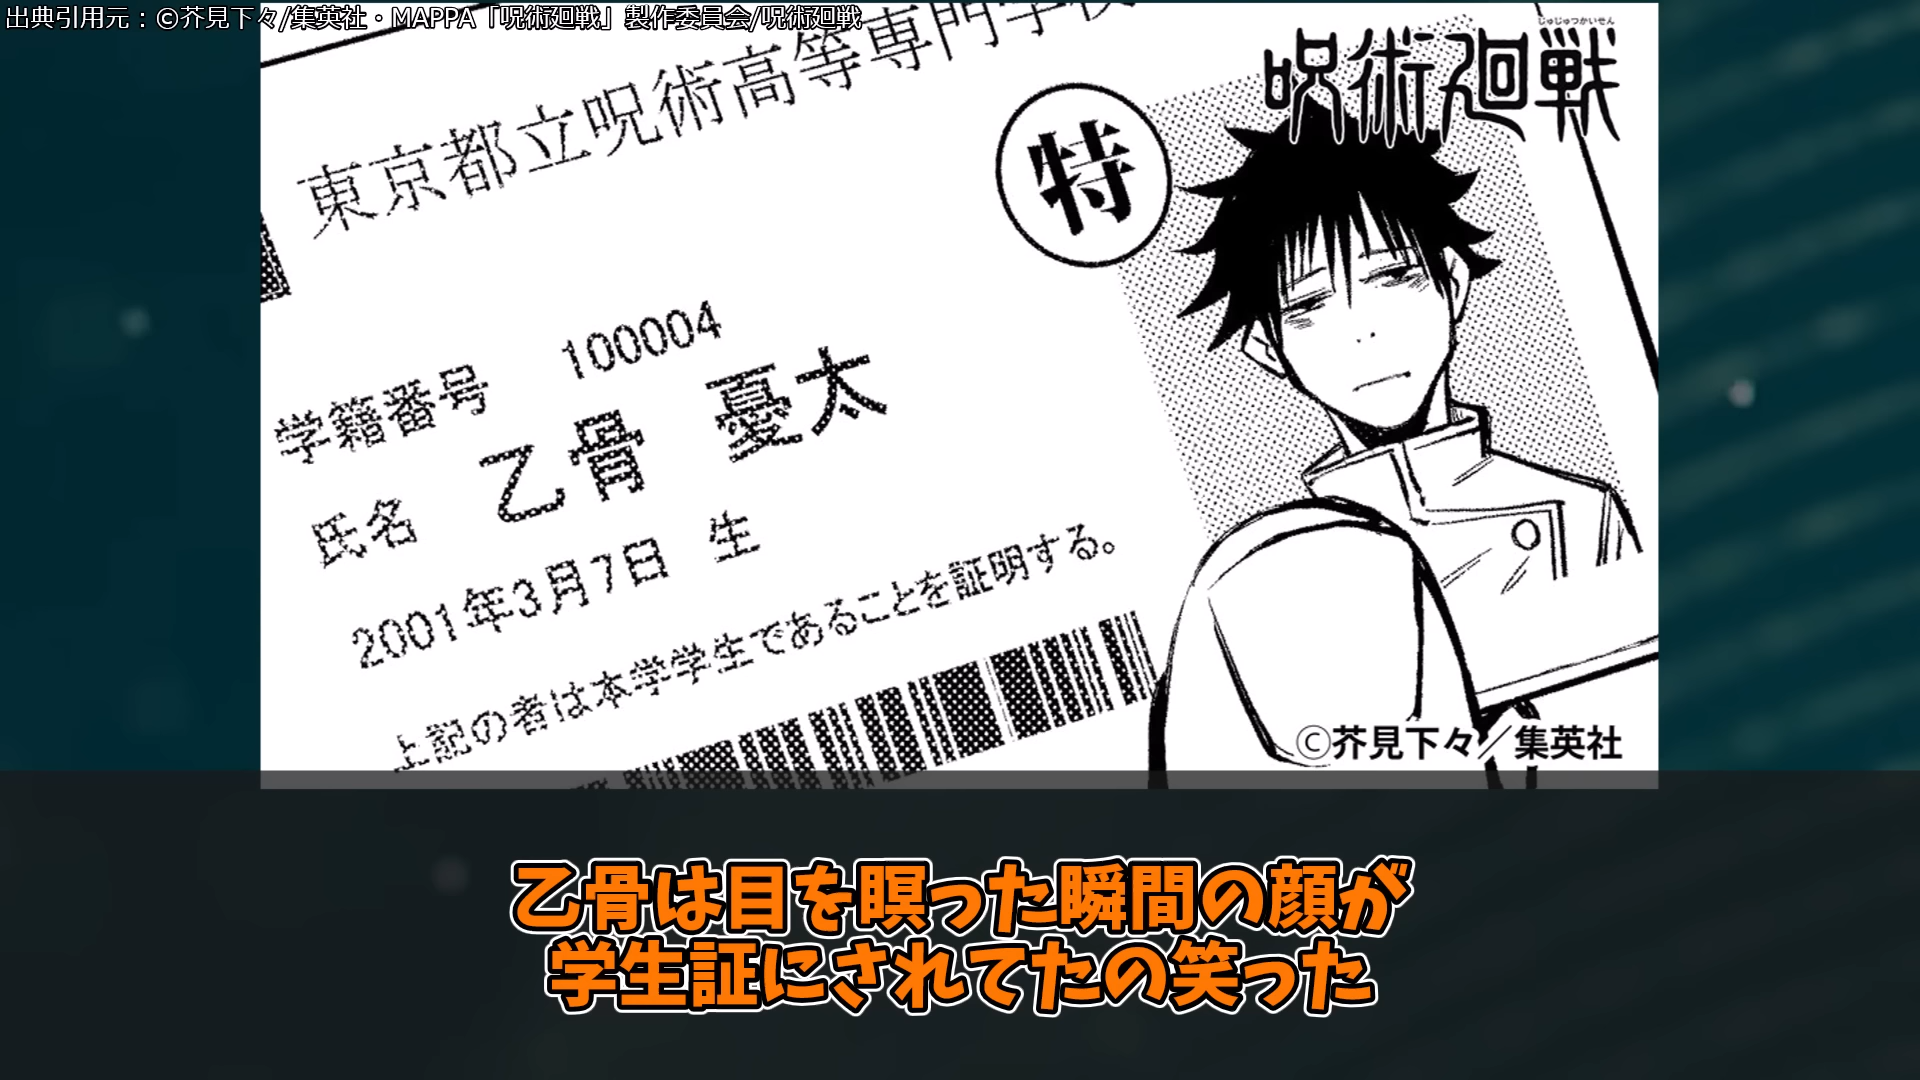 出典引用元：©芥見下々/集英社・MAPPA「呪術廻戦」製作委員会/呪術廻戦
じゅじゅつかいせん
呪術廻戦
東京都立呪術高等専門学校
特
学籍番号 100004
氏名 乙骨 憂太
2001年3月7日 生
上記の者は本学学生であることを証明する。
Ⓒ芥見下々／集英社
乙骨は目を瞑った瞬間の顔が
学生証にされてたの笑った